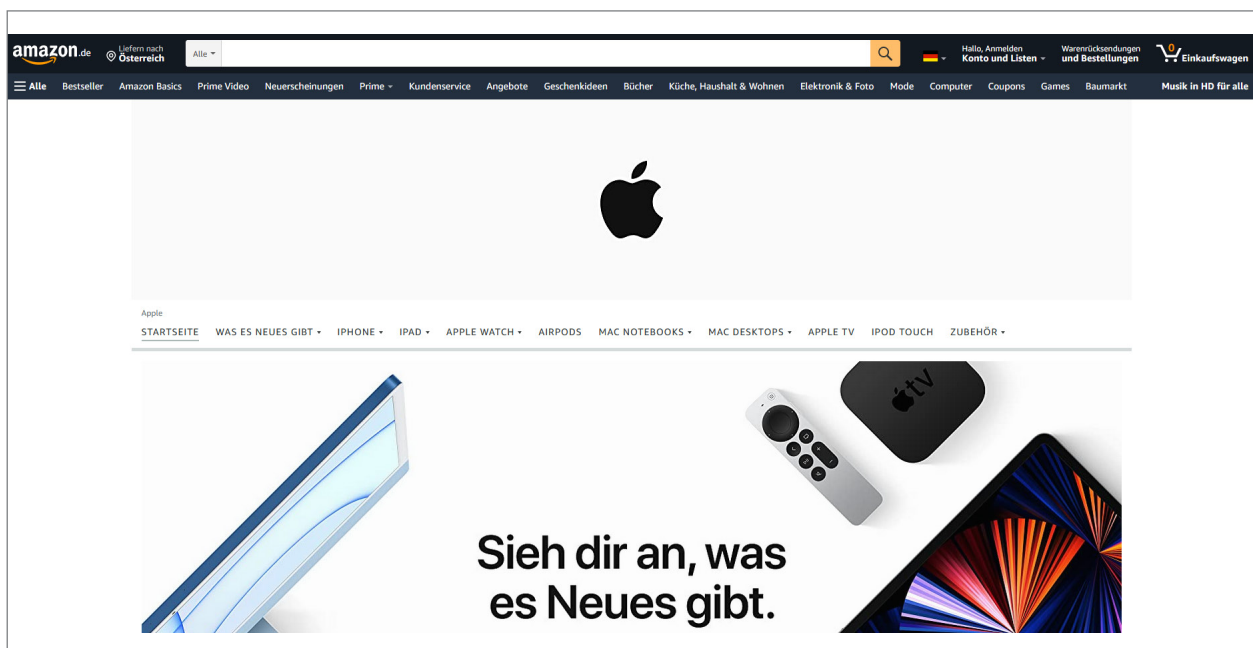 amazon.de
Liefern nach
Österreich
Alle
Hallo, Anmelden
Konto und Listen
Warenrücksendungen
und Bestellungen
0
Einkaufswagen
Alle Bestseller Amazon Basics Prime Video Neuerscheinungen Prime Kundenservice Angebote Geschenkideen Bücher Küche, Haushalt & Wohnen Elektronik & Foto Mode Computer Coupons Games Baumarkt Musik in HD für alle
Apple
STARTSEITE WAS ES NEUES GIBT IPHONE IPAD APPLE WATCH AIRPODS MAC NOTEBOOKS MAC DESKTOPS APPLE TV IPOD TOUCH ZUBEHÖR
tv
Sieh dir an, was
es Neues gibt.